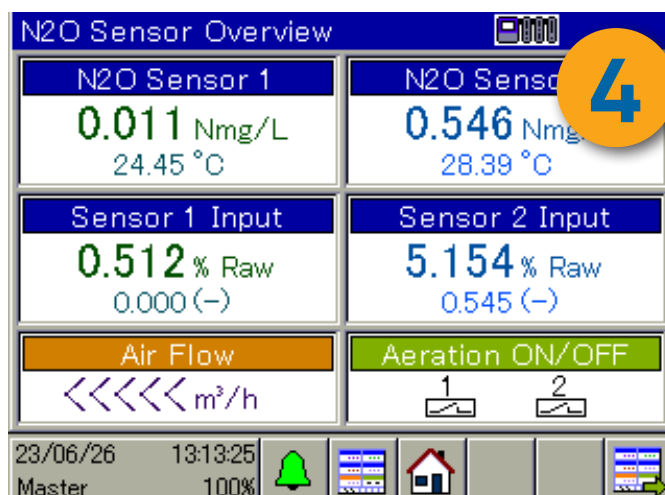 N2O Sensor Overview
4
N2O Sensor 1
0.011 Nmg/L
24.45 °C
0.546
28.39 °C
Sensor 1 Input
0.512 % Raw
0.000 (-)
Sensor 2 Input
5.154 % Raw
0.545 (-)
Air Flow
<<<<< m³/h
Aeration ON/OFF
1 2
23/06/26 13:13:25
Master 100%